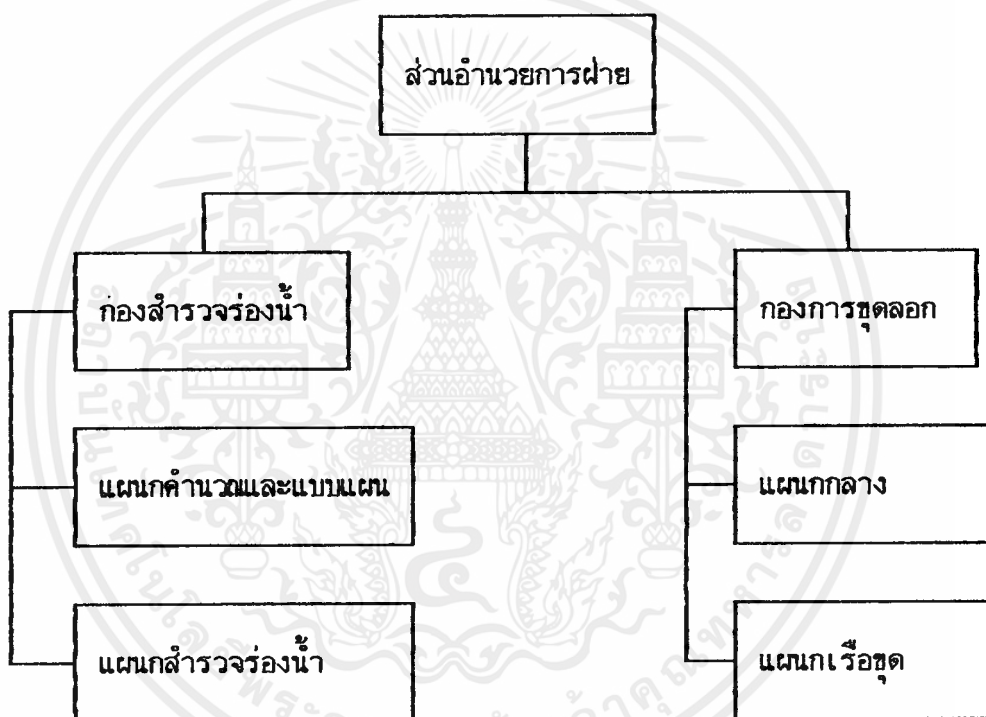 ส่วนอำนวยการฝ่าย
กองสำรวจร่องน้ำ
กองการขุดลอก
แผนกคำนวณและแบบแผน
แผนกกลาง
แผนกสำรวจร่องน้ำ
แผนกเรือขุด